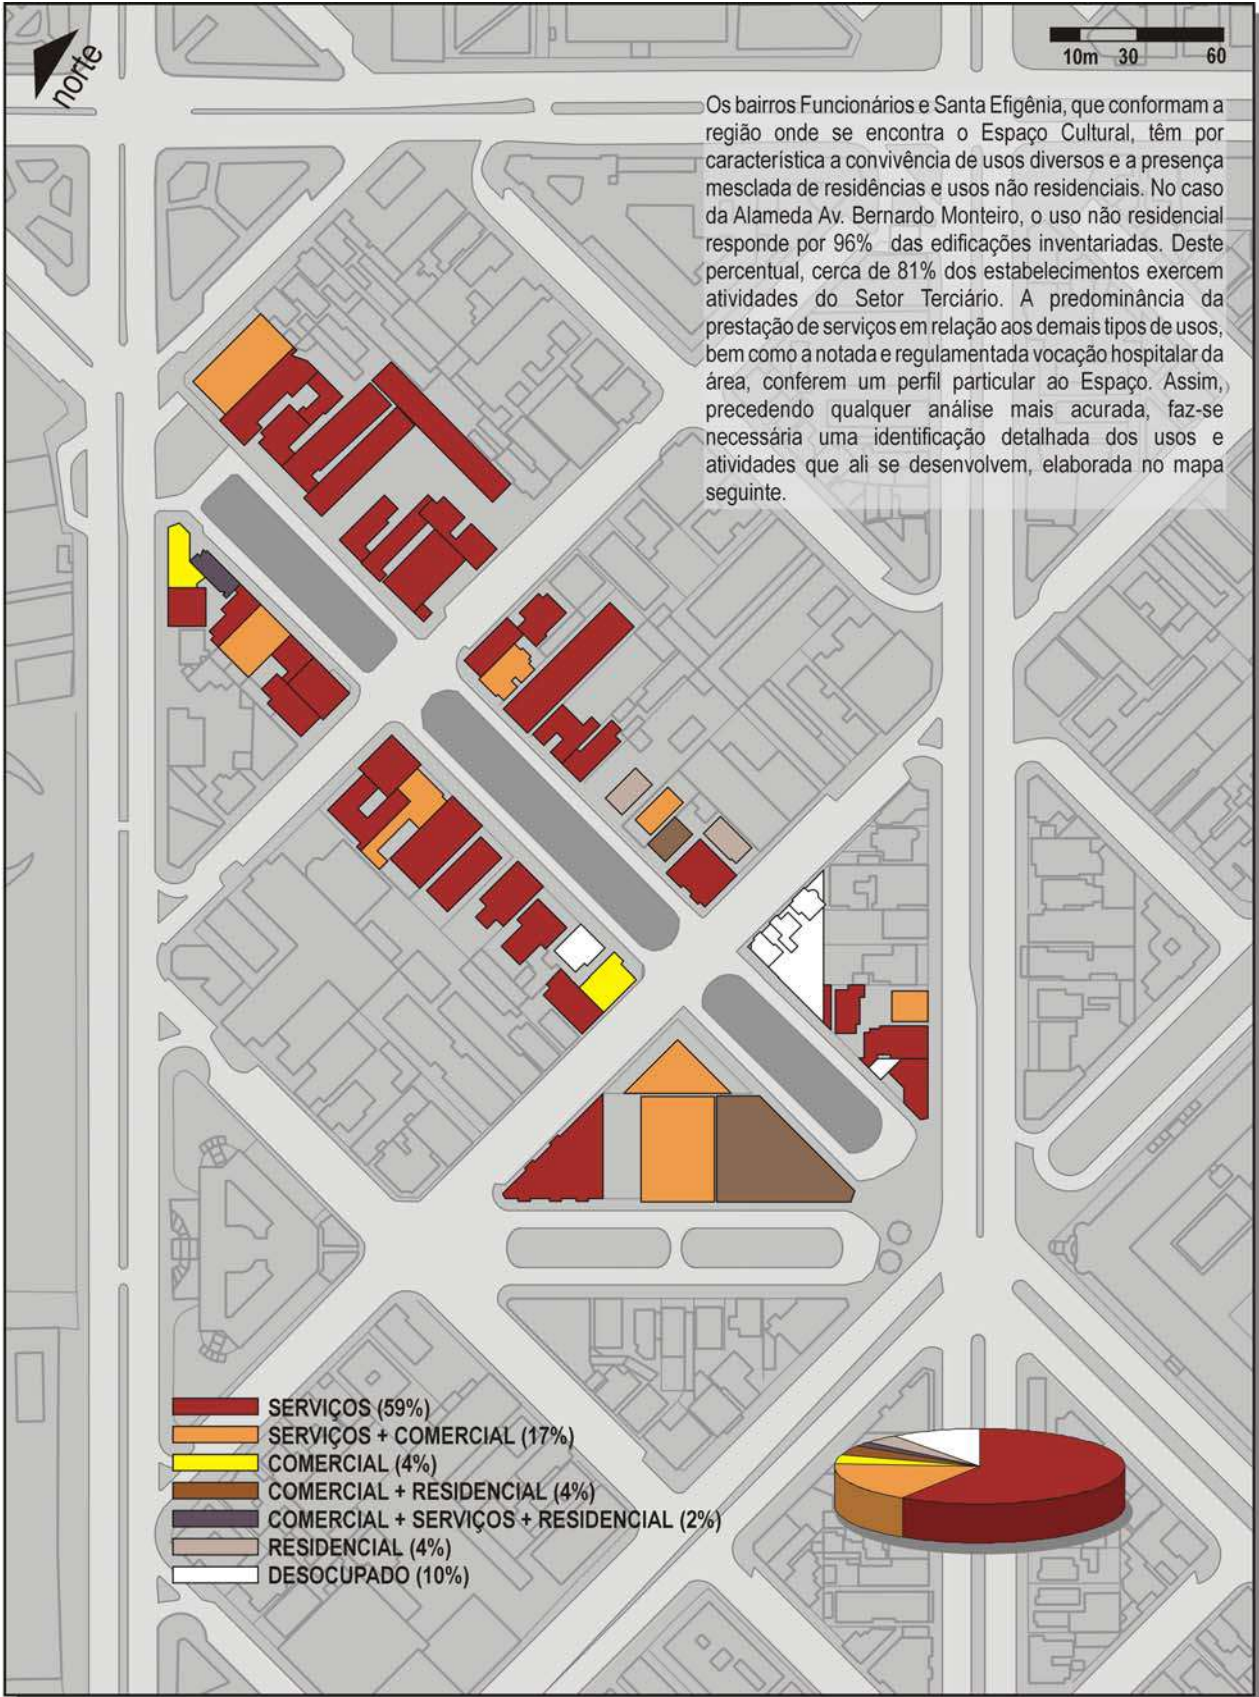 norte
10m 30 60
Os bairros Funcionários e Santa Efigênia, que conformam a
região onde se encontra o Espaço Cultural, têm por
característica a convivência de usos diversos e a presença
mesclada de residências e usos não residenciais. No caso
da Alameda Av. Bernardo Monteiro, o uso não residencial
responde por 96% das edificações inventariadas. Deste
percentual, cerca de 81% dos estabelecimentos exercem
atividades do Setor Terciário. A predominância da
prestação de serviços em relação aos demais tipos de usos,
bem como a notada e regulamentada vocação hospitalar da
área, conferem um perfil particular ao Espaço. Assim,
precedendo qualquer análise mais acurada, faz-se
necessária uma identificação detalhada dos usos e
atividades que ali se desenvolvem, elaborada no mapa
seguinte.
SERVIÇOS (59%)
SERVIÇOS + COMERCIAL (17%)
COMERCIAL (4%)
COMERCIAL + RESIDENCIAL (4%)
COMERCIAL + SERVIÇOS + RESIDENCIAL (2%)
RESIDENCIAL (4%)
DESOCUPADO (10%)